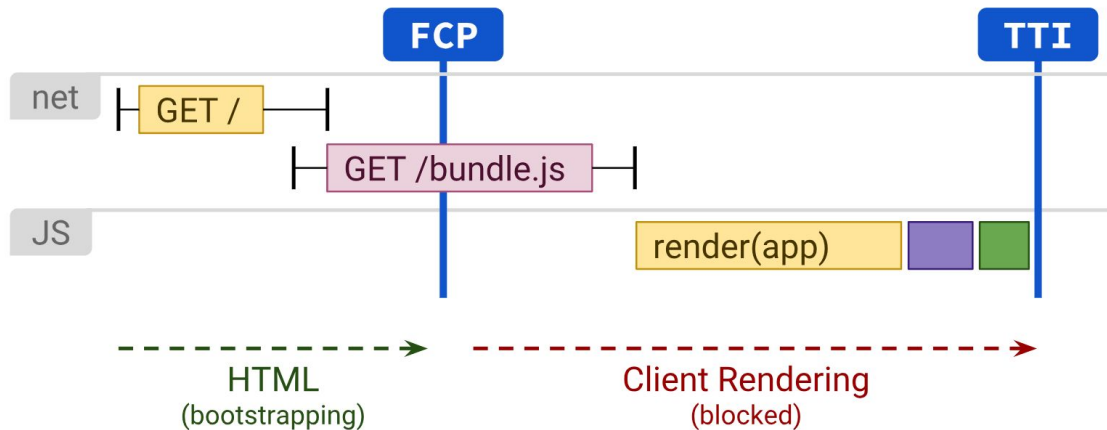 FCP
TTI
net
GET /
GET /bundle.js
JS
render(app)
HTML
(bootstrapping)
Client Rendering
(blocked)